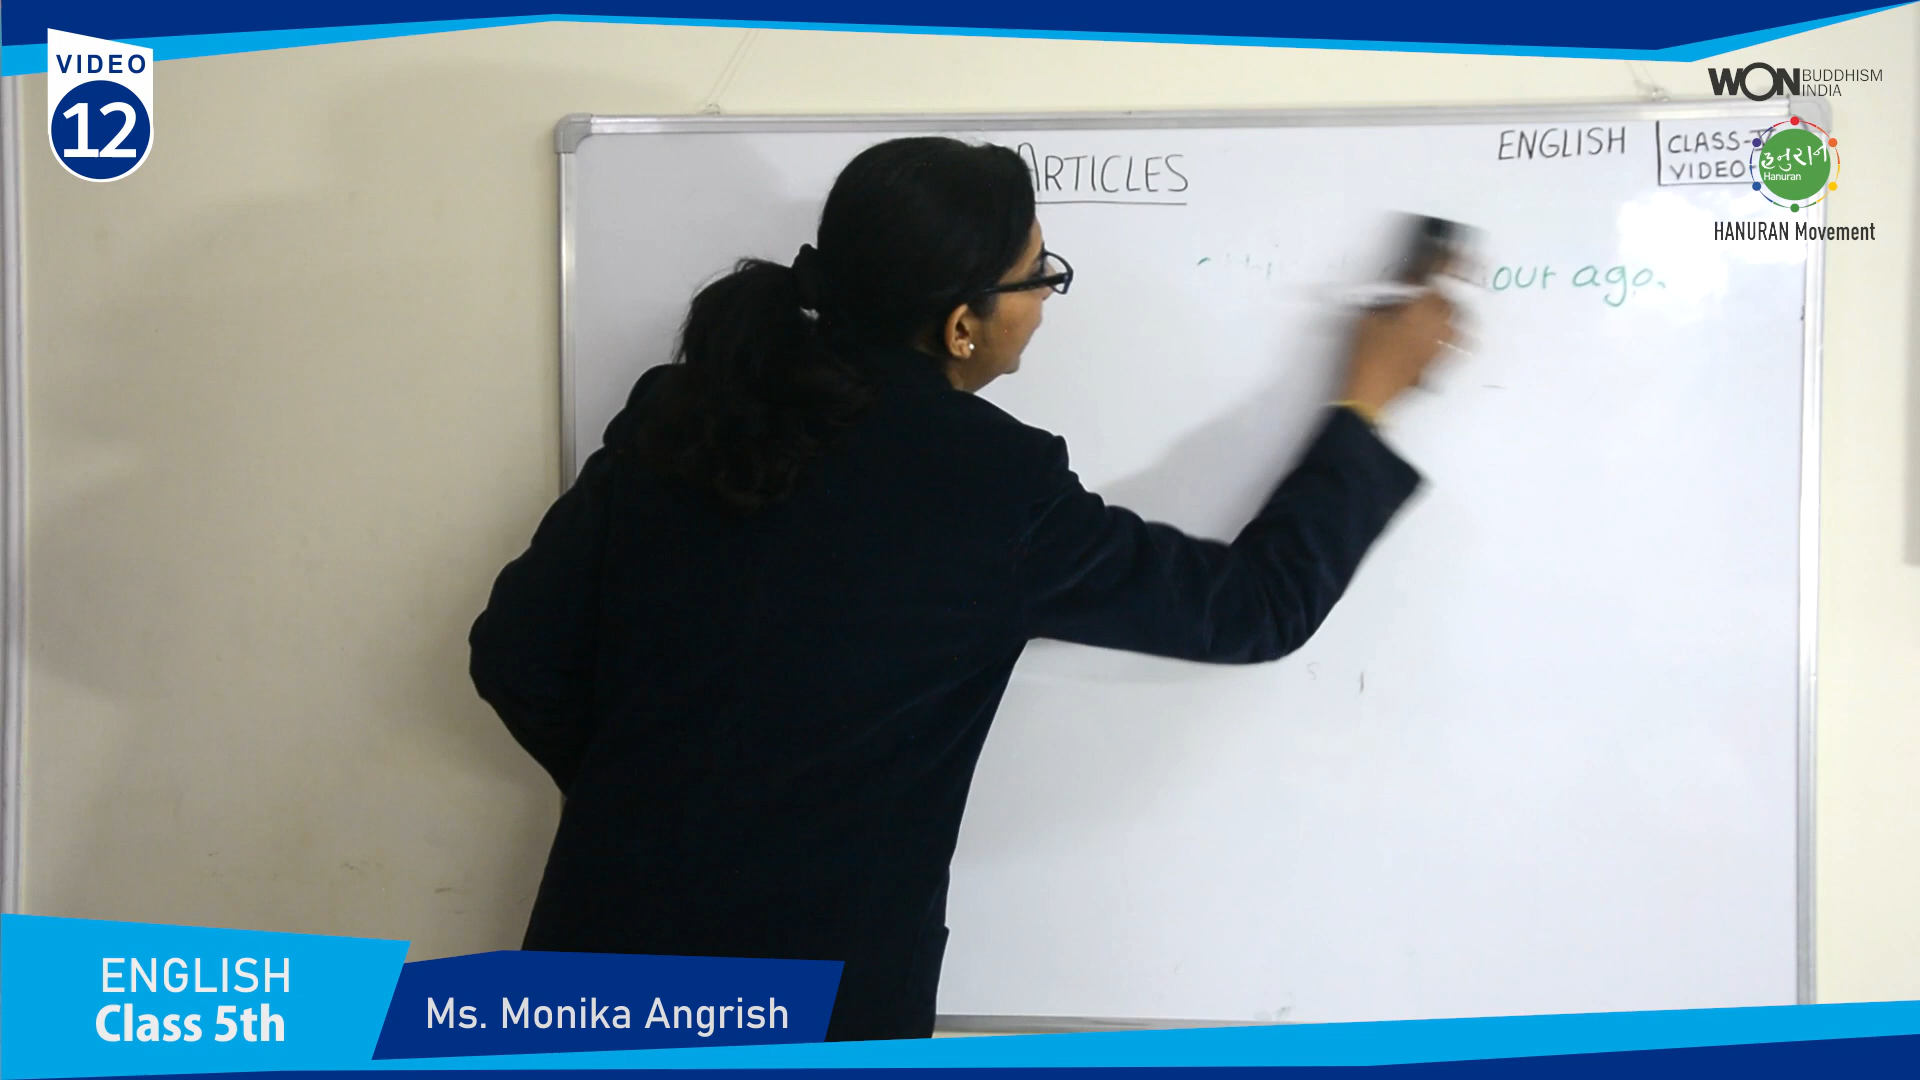 VIDEO
12
WON BUDDHISM
INDIA
ARTICLES
ENGLISH
CLASS-V
VIDEO-
હનુરાન
Hanuran
HANURAN Movement
our ago.
ENGLISH
Class 5th
Ms. Monika Angrish